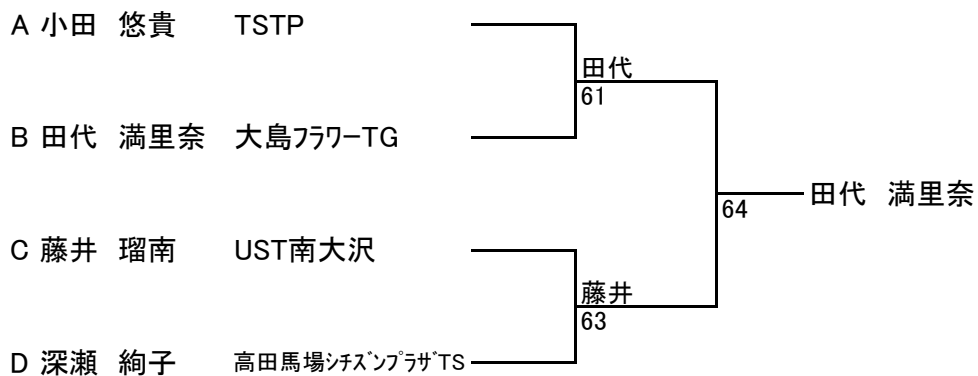 A 小田 悠貴 TSTP
田代
61
B 田代 満里奈 大島フラワーTG
64
田代 満里奈
C 藤井 瑠南 UST南大沢
藤井
63
D 深瀬 絢子 高田馬場シチズンプラザTS